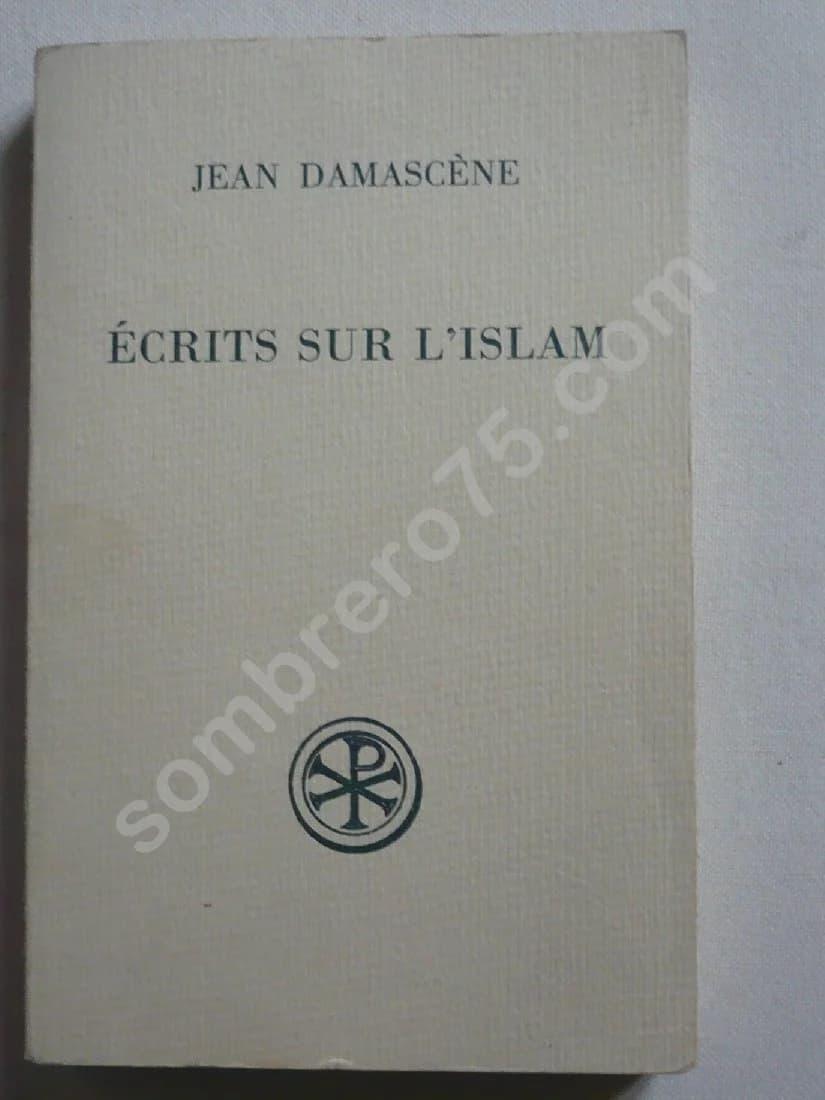 JEAN DAMASCÈNE
ÉCRITS SUR L'ISLAM
sombrero75.com